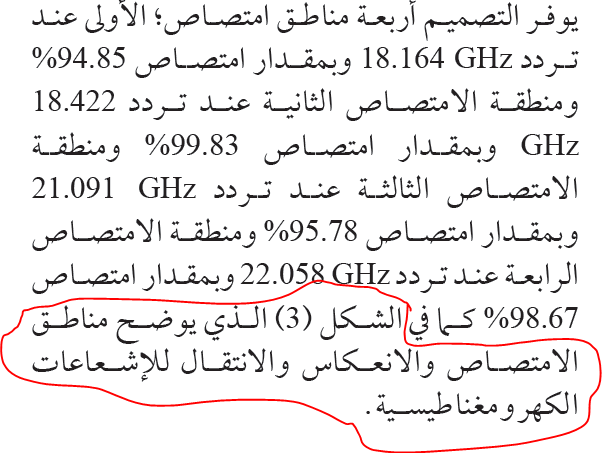 يوفر التصميم أربعة مناطق امتصاص؛ الأولى عند
تردد 18.164 GHz وبمقدار امتصاص 94.85%
ومنطقة الامتصاص الثانية عند تردد 18.422
GHz وبمقدار امتصاص 99.83% ومنطقة
الامتصاص الثالثة عند تردد 21.091 GHz
وبمقدار امتصاص 95.78% ومنطقة الامتصاص
الرابعة عند تردد 22.058 GHz وبمقدار امتصاص
98.67% كما في الشكل (3) الذي يوضح مناطق
الامتصاص والانعكاس والانتقال للإشعاعات
الكهرومغناطيسية.